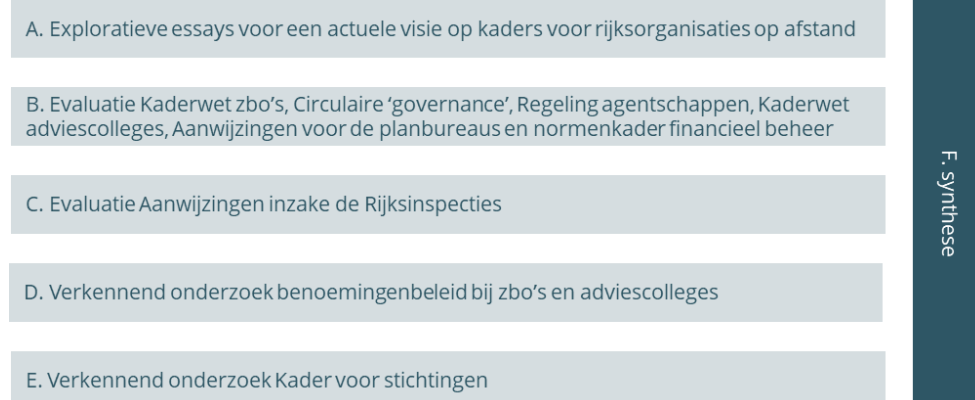 A. Exploratieve essays voor een actuele visie op kaders voor rijksorganisaties op afstand
B. Evaluatie Kaderwet zbo’s, Circulaire ‘governance’, Regeling agentschappen, Kaderwet
adviescolleges, Aanwijzingen voor de planbureaus en normenkader financieel beheer
C. Evaluatie Aanwijzingen inzake de Rijksinspecties
D. Verkennend onderzoek benoemingenbeleid bij zbo’s en adviescolleges
E. Verkennend onderzoek Kader voor stichtingen
F. synthese